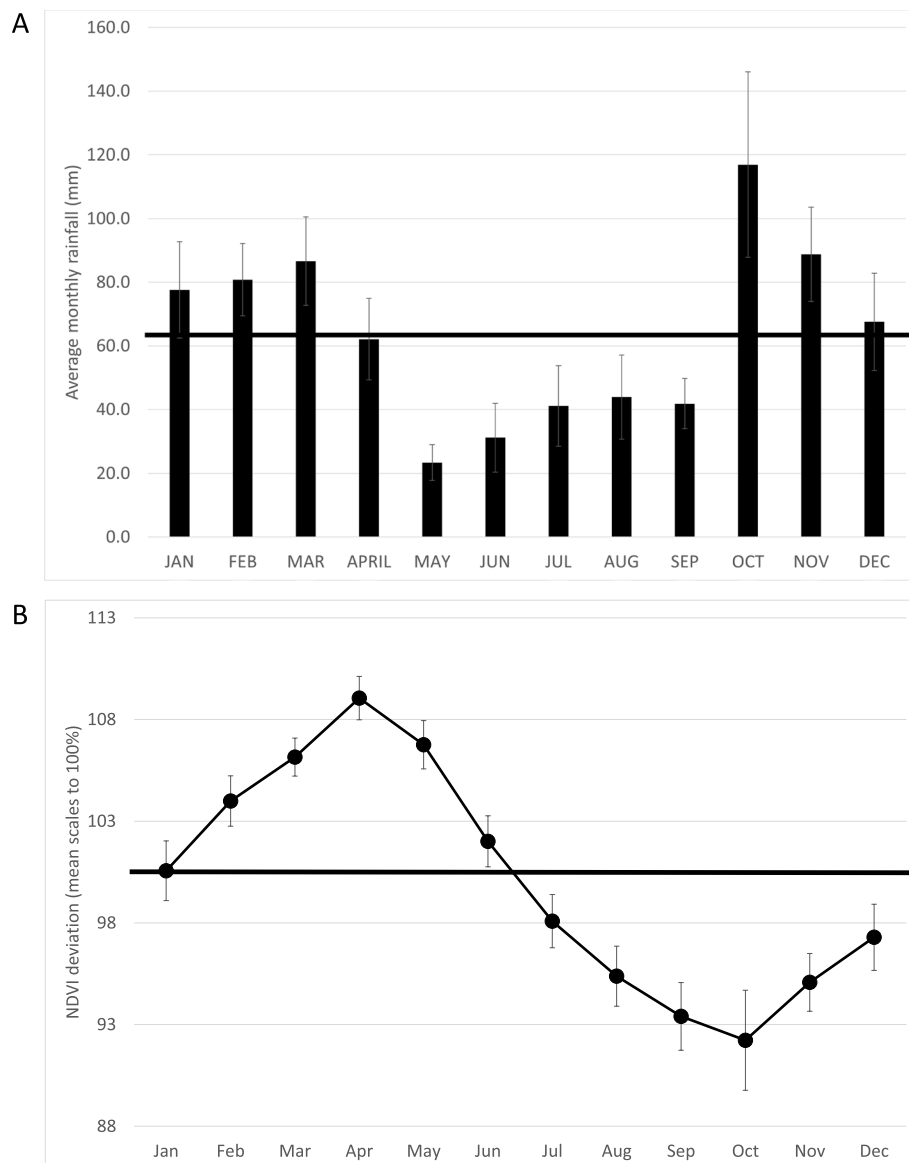 A
Average monthly rainfall (mm)
160.0
140.0
120.0
100.0
80.0
60.0
40.0
20.0
0.0
JAN FEB MAR APRIL MAY JUN JUL AUG SEP OCT NOV DEC
B
NDVI deviation (mean scales to 100%)
113
108
103
98
93
88
Jan Feb Mar Apr May Jun Jul Aug Sep Oct Nov Dec